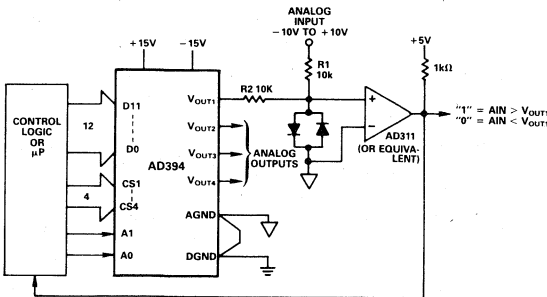 ANALOG
INPUT
−10V TO +10V
+15V
−15V
+5V
R1
10k
1kΩ
D11
12
D0
CONTROL
LOGIC
OR
μP
AD394
VOUT1
R2 10K
VOUT2
VOUT3
VOUT4
ANALOG
OUTPUTS
+
−
AD311
(OR EQUIVA-
LENT)
"1" = AIN > VOUT1
"0" = AIN < VOUT1
CS1
4
CS4
A1
A0
AGND
DGND